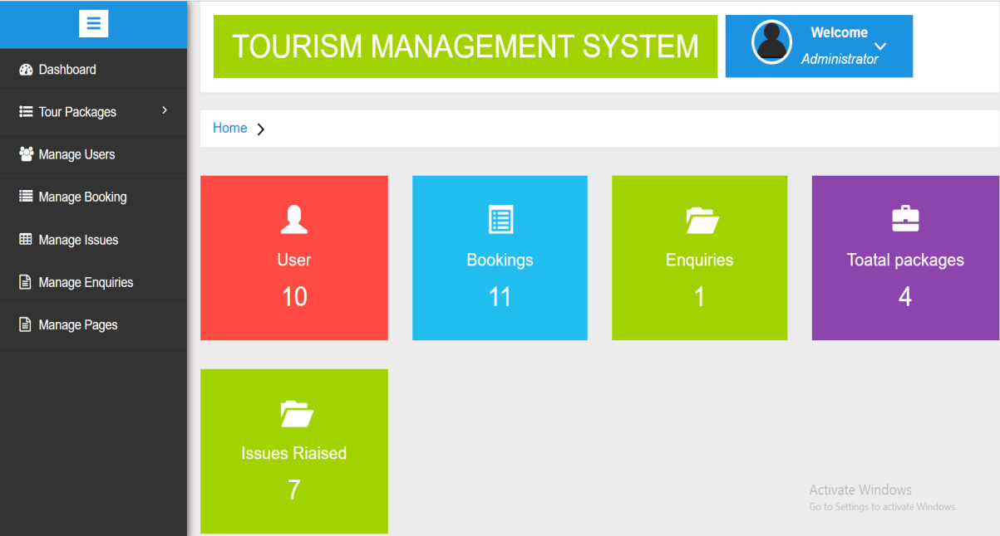 TOURISM MANAGEMENT SYSTEM
Welcome
Administrator
Dashboard
Tour Packages
Manage Users
Manage Booking
Manage Issues
Manage Enquiries
Manage Pages
Home
User
10
Bookings
11
Enquiries
1
Toatal packages
4
Issues Riaised
7
Activate Windows
Go to Settings to activate Windows.